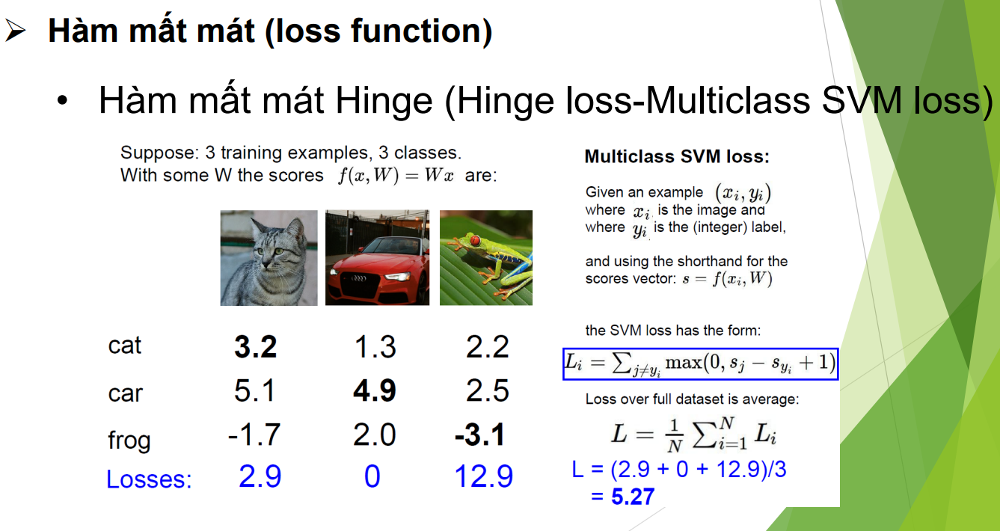 ➢ Hàm mất mát (loss function)
• Hàm mất mát Hinge (Hinge loss-Multiclass SVM loss)
Suppose: 3 training examples, 3 classes.
With some W the scores f(x, W) = Wx are:
cat 3.2 1.3 2.2
car 5.1 4.9 2.5
frog -1.7 2.0 -3.1
Losses: 2.9 0 12.9
Multiclass SVM loss:
Given an example (x_i, y_i)
where x_i is the image and
where y_i is the (integer) label,
and using the shorthand for the
scores vector: s = f(x_i, W)
the SVM loss has the form:
L_i = ∑_{j≠y_i} max(0, s_j − s_{y_i} + 1)
Loss over full dataset is average:
L = \frac{1}{N} ∑_{i=1}^{N} L_i
L = (2.9 + 0 + 12.9)/3
= 5.27